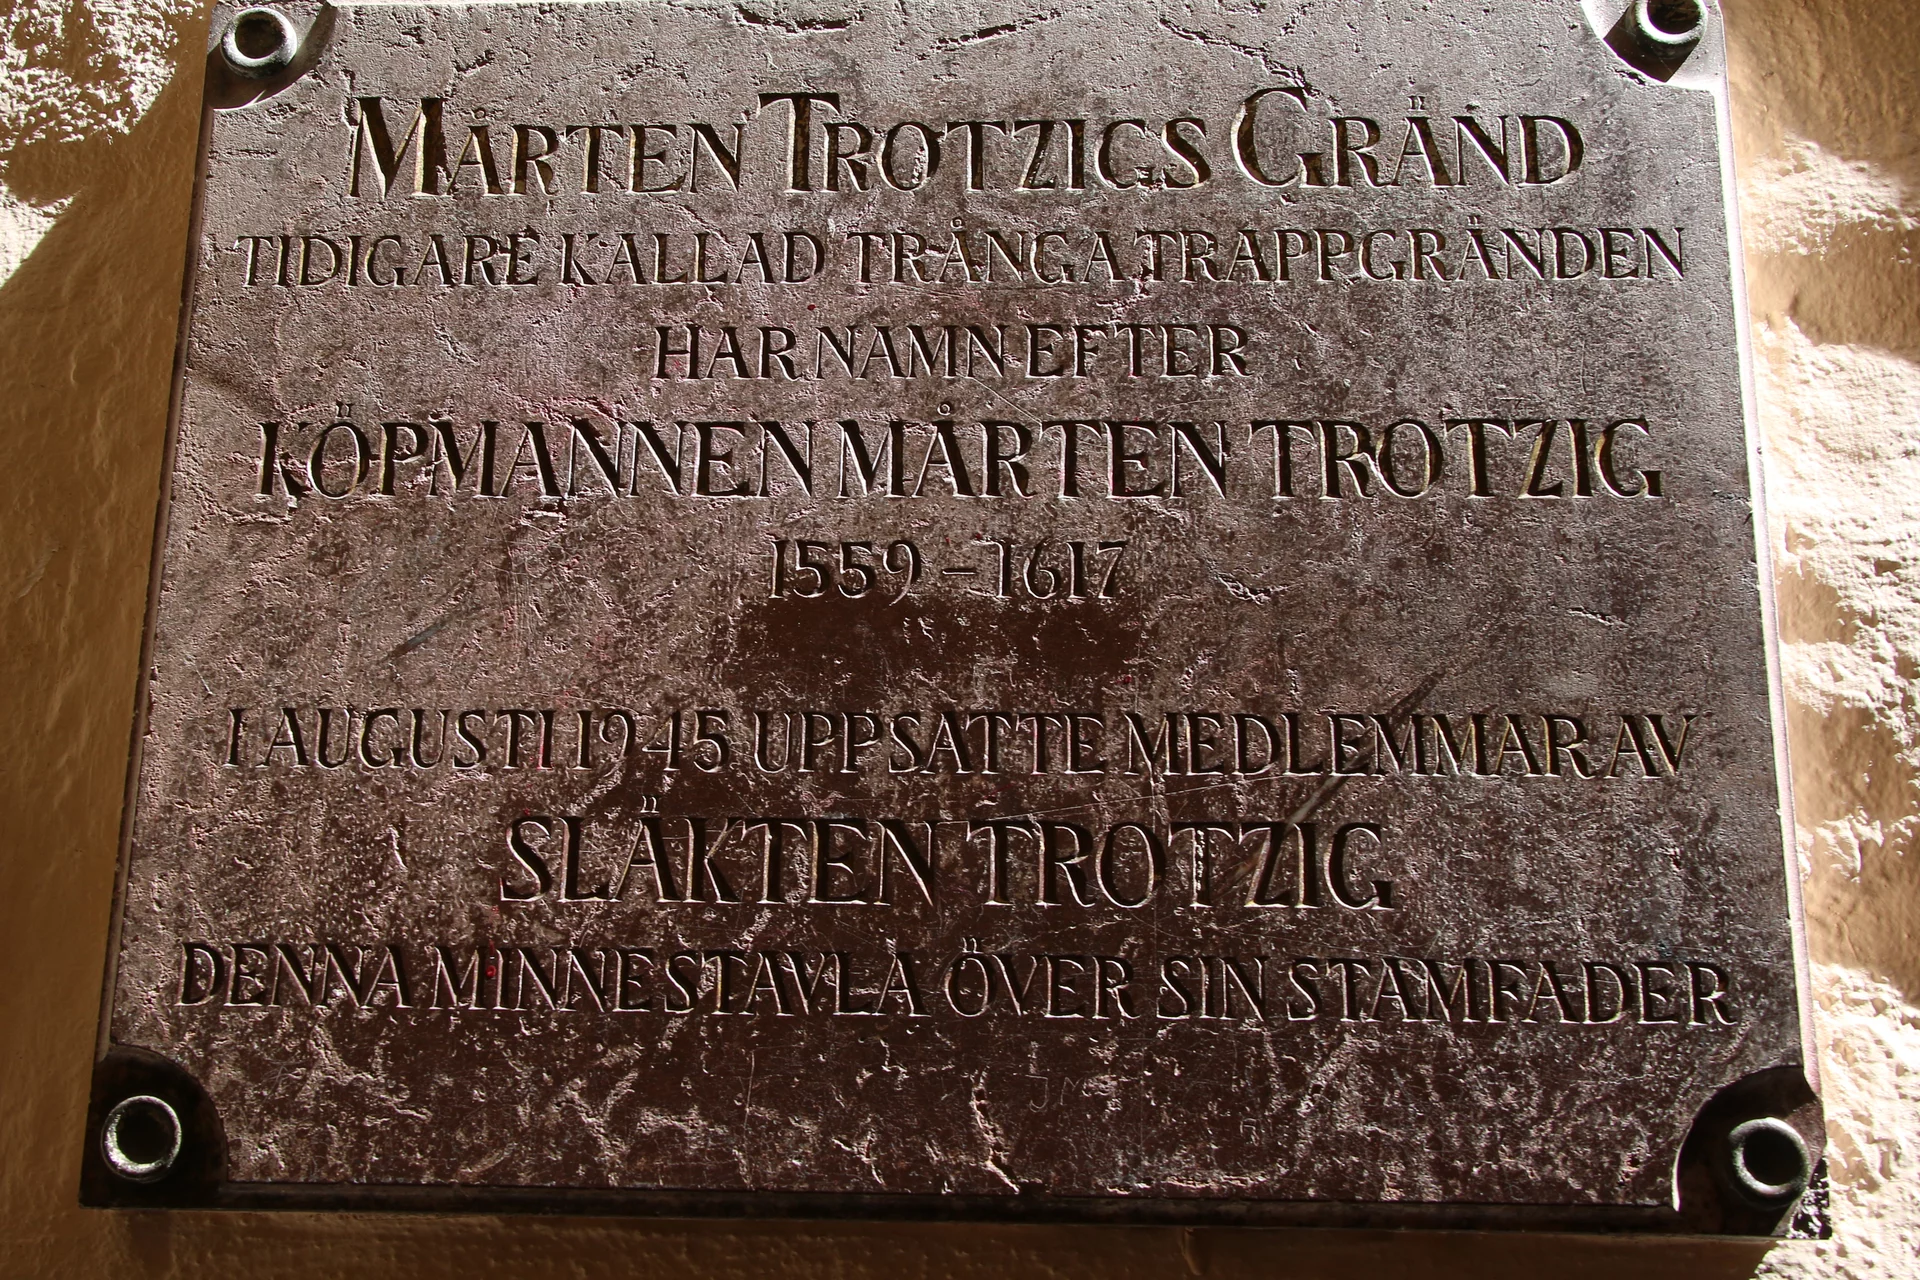 MÅRTEN TROTZIGS GRÄND
TIDIGARE KALLAD TRÅNGA TRAPPGRÄNDEN
HAR NAMN EFTER
KÖPMANNEN MÅRTEN TROTZIG
1559 – 1617
I AUGUSTI 1945 UPPSATTE MEDLEMMAR AV
SLÄKTEN TROTZIG
DENNA MINNESTAVLA ÖVER SIN STAMFADER